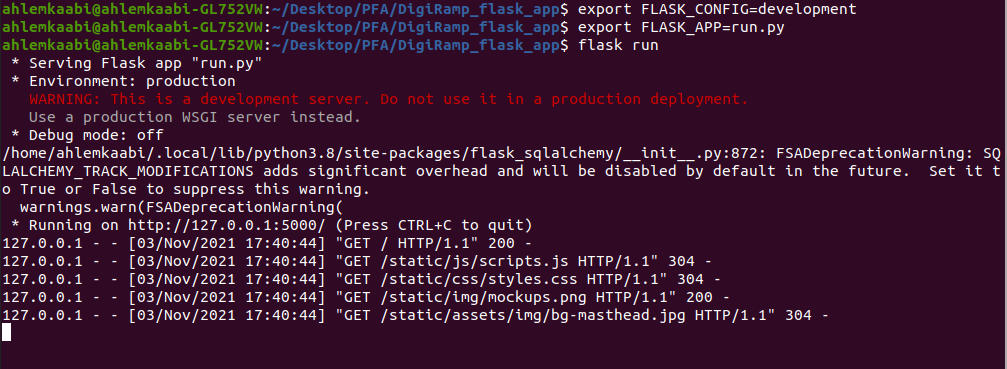 ahlemkaabi@ahlemkaabi-GL752VW:~/Desktop/PFA/DigiRamp_flask_app$ export FLASK_CONFIG=development
ahlemkaabi@ahlemkaabi-GL752VW:~/Desktop/PFA/DigiRamp_flask_app$ export FLASK_APP=run.py
ahlemkaabi@ahlemkaabi-GL752VW:~/Desktop/PFA/DigiRamp_flask_app$ flask run
 * Serving Flask app "run.py"
 * Environment: production
   WARNING: This is a development server. Do not use it in a production deployment.
   Use a production WSGI server instead.
 * Debug mode: off
/home/ahlemkaabi/.local/lib/python3.8/site-packages/flask_sqlalchemy/__init__.py:872: FSADeprecationWarning: SQ
LALCHEMY_TRACK_MODIFICATIONS adds significant overhead and will be disabled by default in the future.  Set it t
o True or False to suppress this warning.
  warnings.warn(FSADeprecationWarning(
 * Running on http://127.0.0.1:5000/ (Press CTRL+C to quit)
127.0.0.1 - - [03/Nov/2021 17:40:44] "GET / HTTP/1.1" 200 -
127.0.0.1 - - [03/Nov/2021 17:40:44] "GET /static/js/scripts.js HTTP/1.1" 304 -
127.0.0.1 - - [03/Nov/2021 17:40:44] "GET /static/css/styles.css HTTP/1.1" 304 -
127.0.0.1 - - [03/Nov/2021 17:40:44] "GET /static/img/mockups.png HTTP/1.1" 200 -
127.0.0.1 - - [03/Nov/2021 17:40:44] "GET /static/assets/img/bg-masthead.jpg HTTP/1.1" 304 -